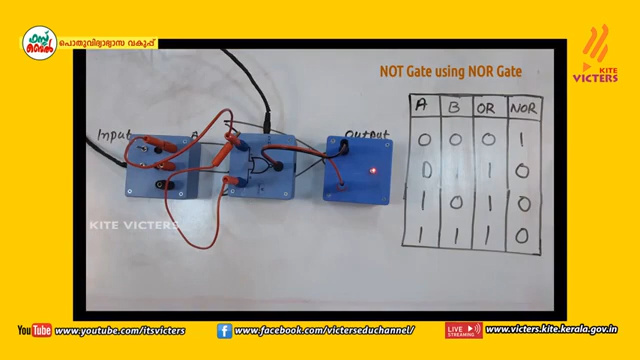 ഫസ്റ്റ്
ബെൽ
പൊതുവിദ്യാഭ്യാസ വകുപ്പ്
KITE
VICTERS
NOT Gate using NOR Gate
A B OR NOR
0 0 0 1
0 1 1 0
1 0 1 0
1 1 1 0
Input A Output
KITE VICTERS
YouTube www.youtube.com/itsvicters
f www.facebook.com/victerseduchannel/
LIVE STREAMING www.victers.kite.kerala.gov.in